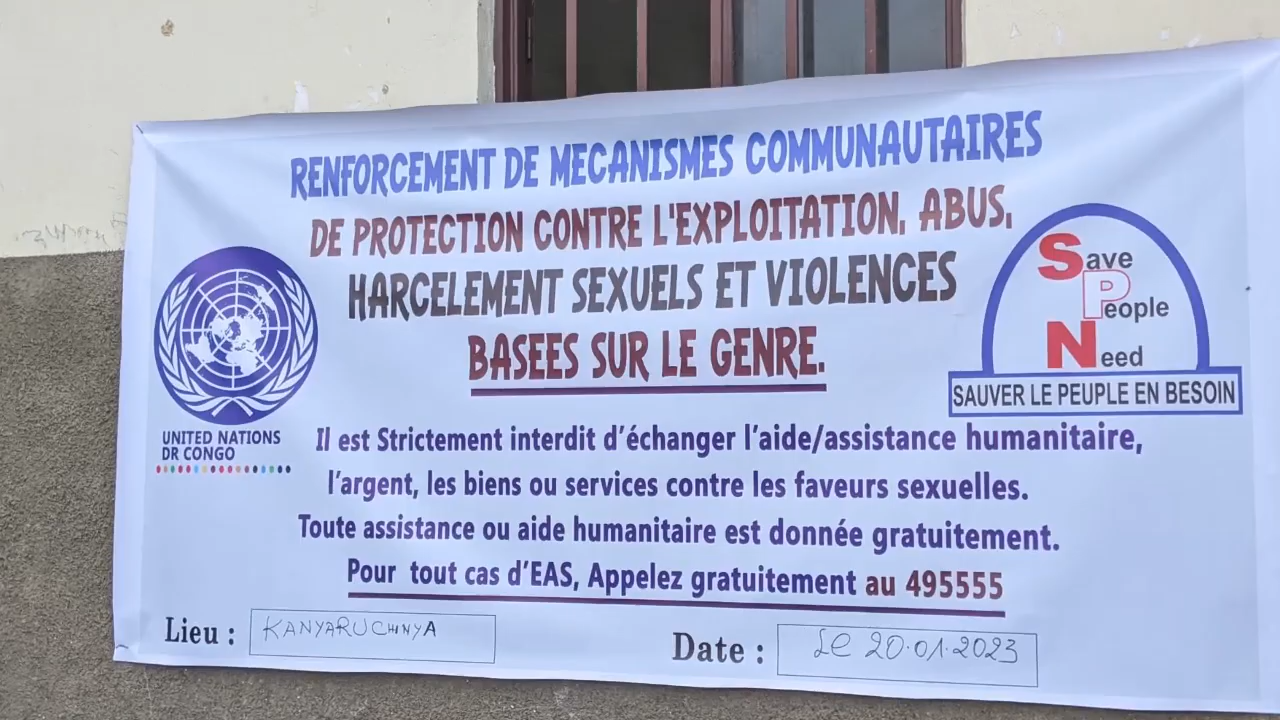 RENFORCEMENT DE MECANISMES COMMUNAUTAIRES
DE PROTECTION CONTRE L'EXPLOITATION, ABUS,
HARCELEMENT SEXUELS ET VIOLENCES
BASEES SUR LE GENRE.
UNITED NATIONS
DR CONGO
Save
People
Need
SAUVER LE PEUPLE EN BESOIN
Il est Strictement interdit d'échanger l'aide/assistance humanitaire,
l'argent, les biens ou services contre les faveurs sexuelles.
Toute assistance ou aide humanitaire est donnée gratuitement.
Pour tout cas d'EAS, Appelez gratuitement au 495555
Lieu : KANYARUCHINYA
Date : Le 20.01.2023